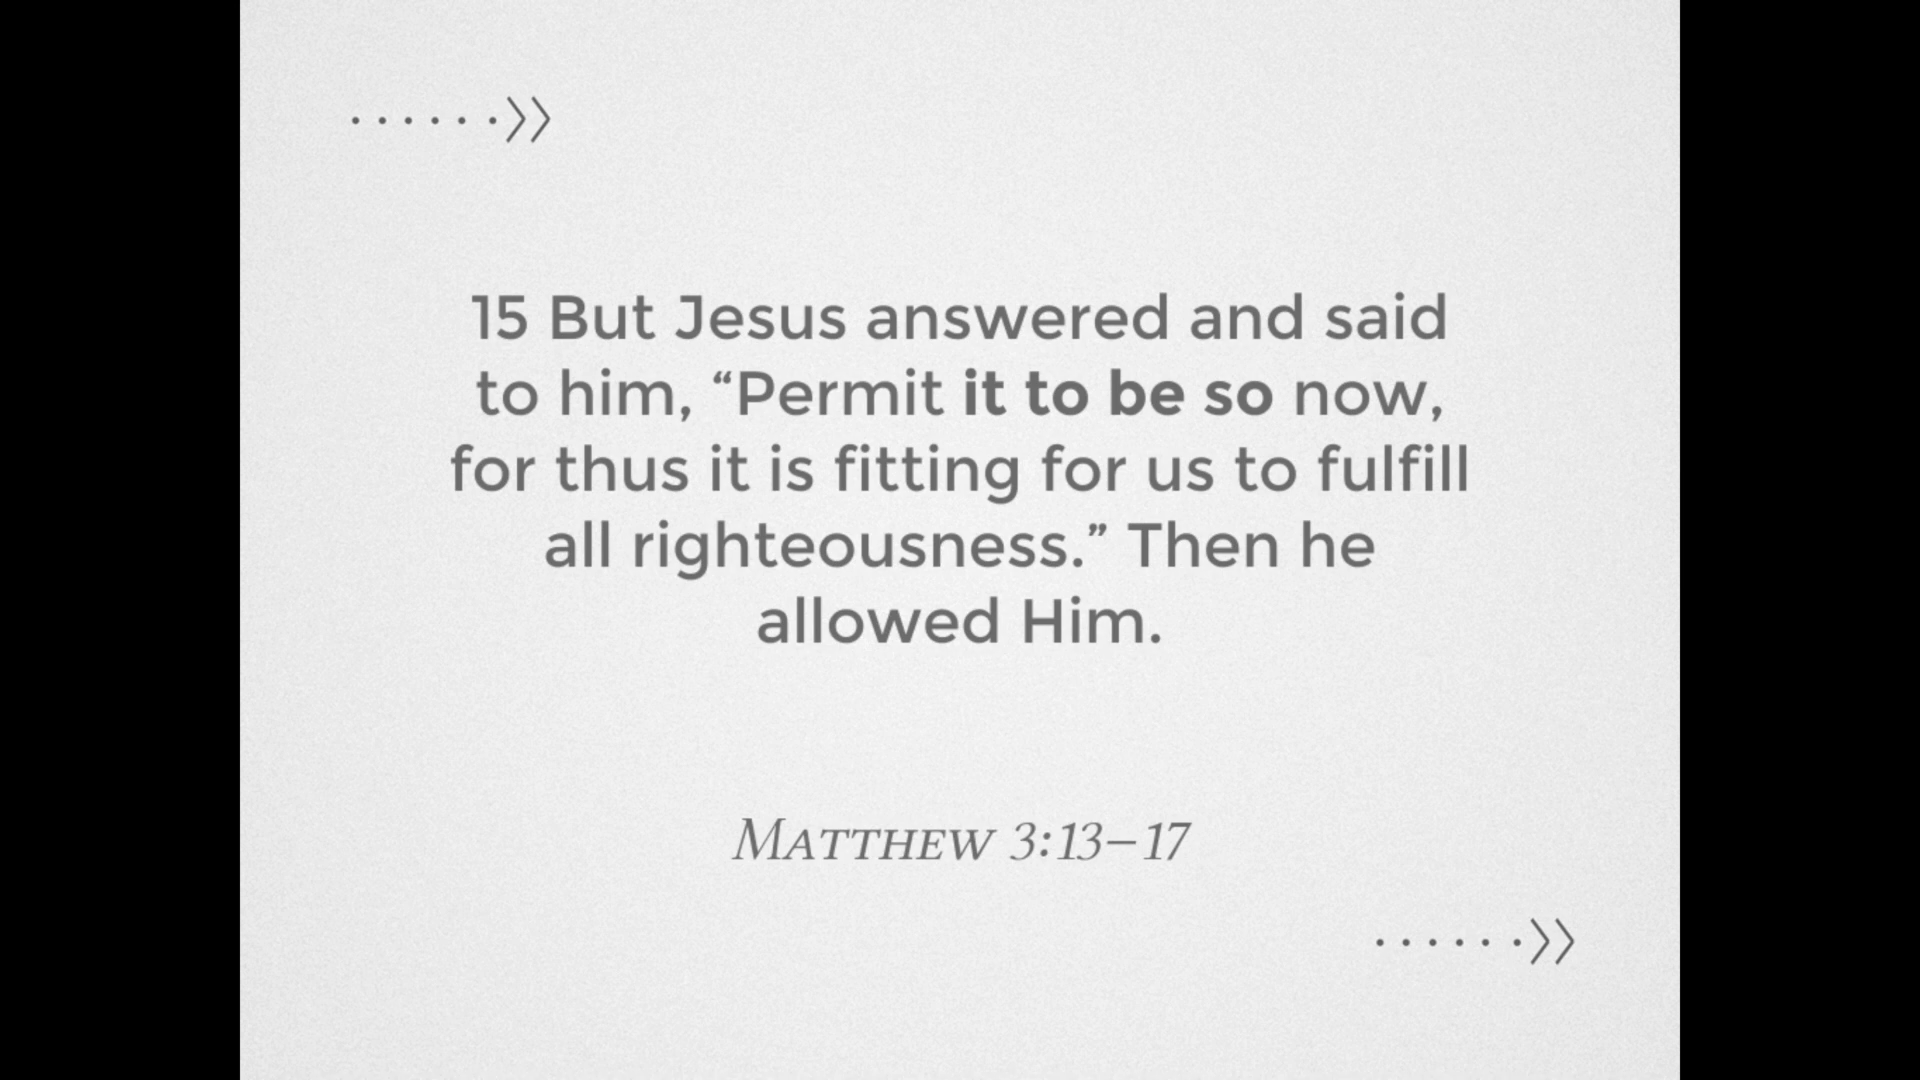 15 But Jesus answered and said
to him, “Permit it to be so now,
for thus it is fitting for us to fulfill
all righteousness.” Then he
allowed Him.
Matthew 3:13–17